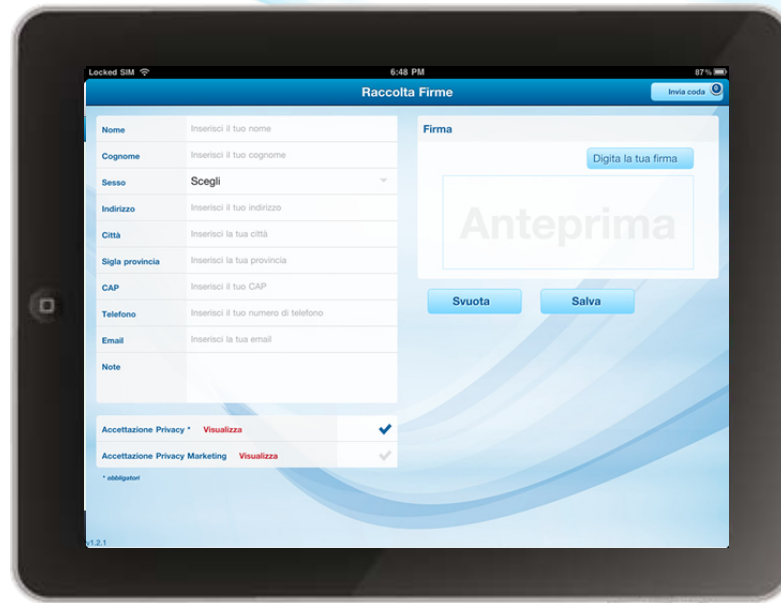 Locked SIM 6:48 PM 87%
Raccolta Firme
Invia coda 0
Nome Inserisci il tuo nome
Cognome Inserisci il tuo cognome
Sesso Scegli
Indirizzo Inserisci il tuo indirizzo
Città Inserisci la tua città
Sigla provincia Inserisci la tua provincia
CAP Inserisci il tuo CAP
Telefono Inserisci il tuo numero di telefono
Email Inserisci la tua email
Note
Accettazione Privacy * Visualizza
Accettazione Privacy Marketing Visualizza
* obbligatori
v1.2.1
Firma
Digita la tua firma
Anteprima
Svuota Salva